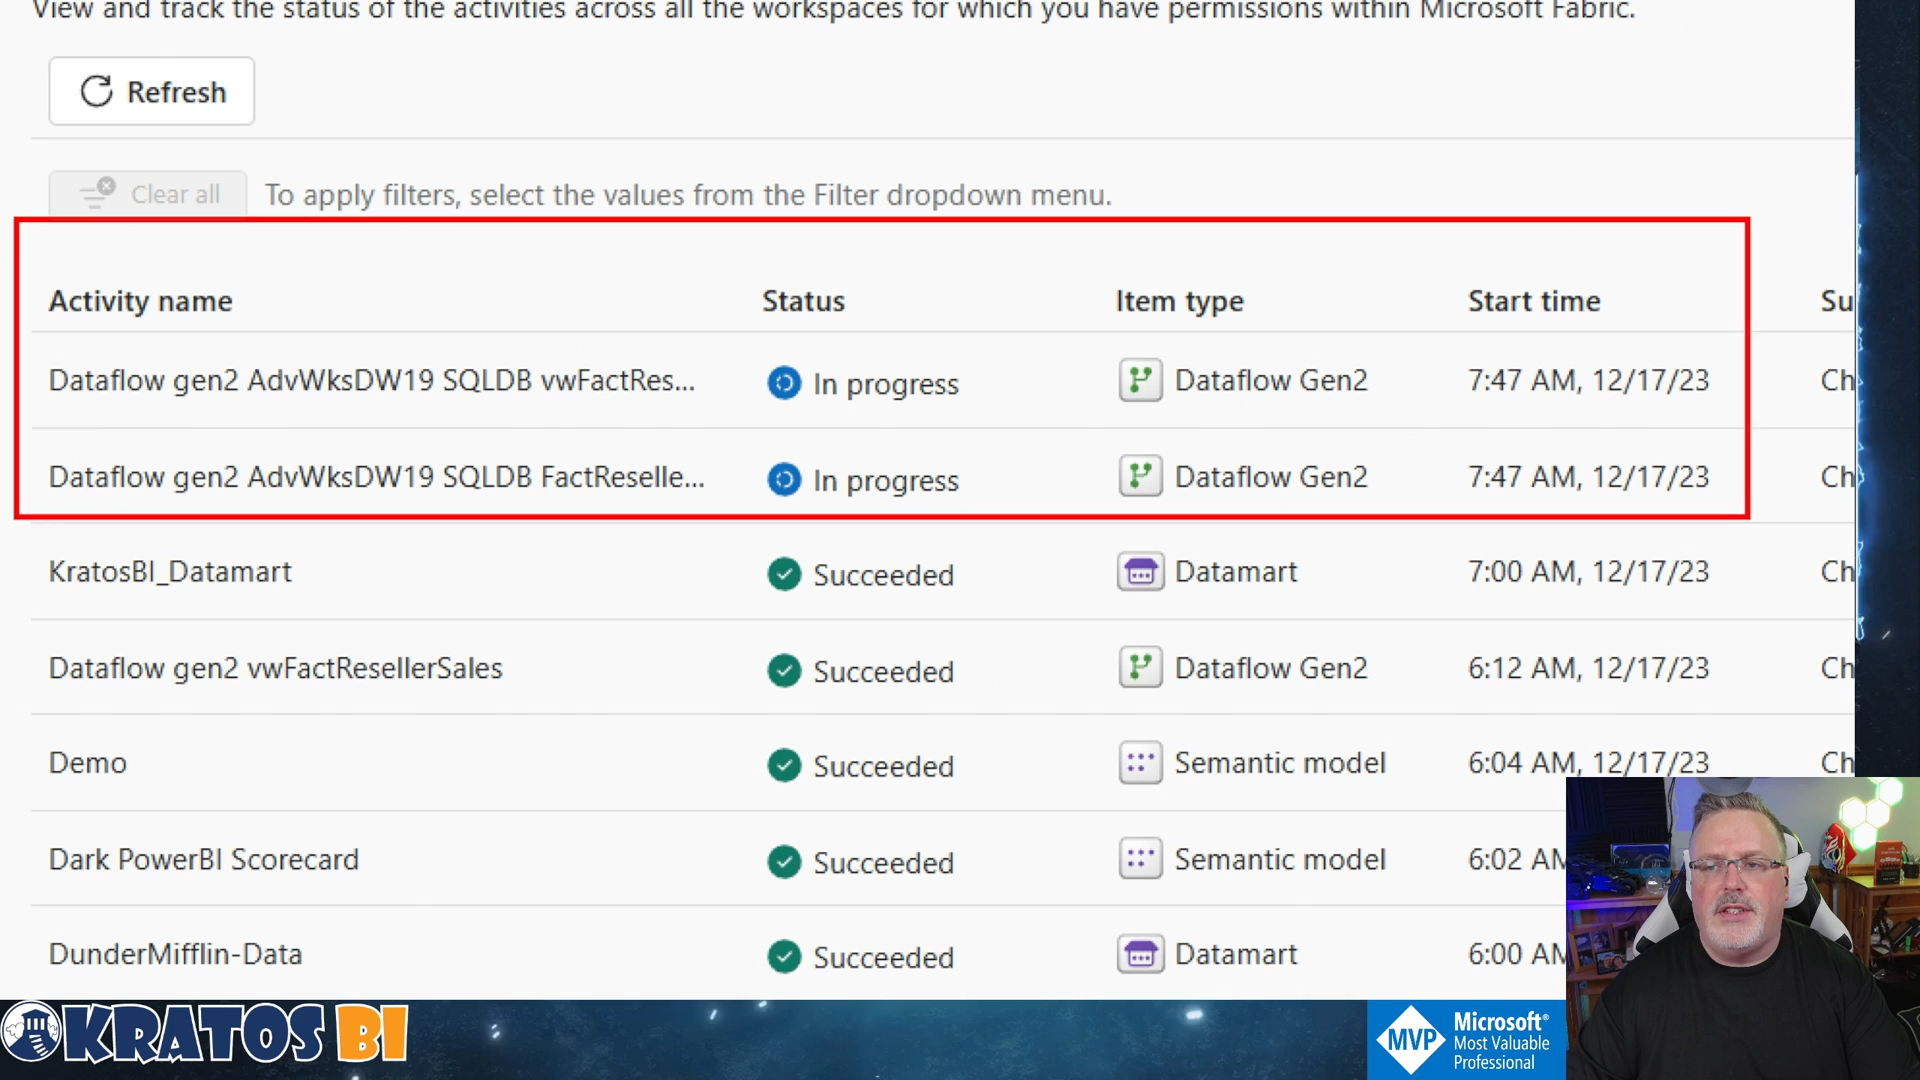 View and track the status of the activities across all the workspaces for which you have permissions within Microsoft Fabric.
Refresh
Clear all To apply filters, select the values from the Filter dropdown menu.
Activity name Status Item type Start time Su
Dataflow gen2 AdvWksDW19 SQLDB vwFactRes... In progress Dataflow Gen2 7:47 AM, 12/17/23 Ch
Dataflow gen2 AdvWksDW19 SQLDB FactReselle... In progress Dataflow Gen2 7:47 AM, 12/17/23 Ch
KratosBI_Datamart Succeeded Datamart 7:00 AM, 12/17/23 Ch
Dataflow gen2 vwFactResellerSales Succeeded Dataflow Gen2 6:12 AM, 12/17/23 Ch
Demo Succeeded Semantic model 6:04 AM, 12/17/23 Ch
Dark PowerBI Scorecard Succeeded Semantic model 6:02 AM
DunderMifflin-Data Succeeded Datamart 6:00 AM
KRATOS BI
MVP Microsoft®
Most Valuable
Professional